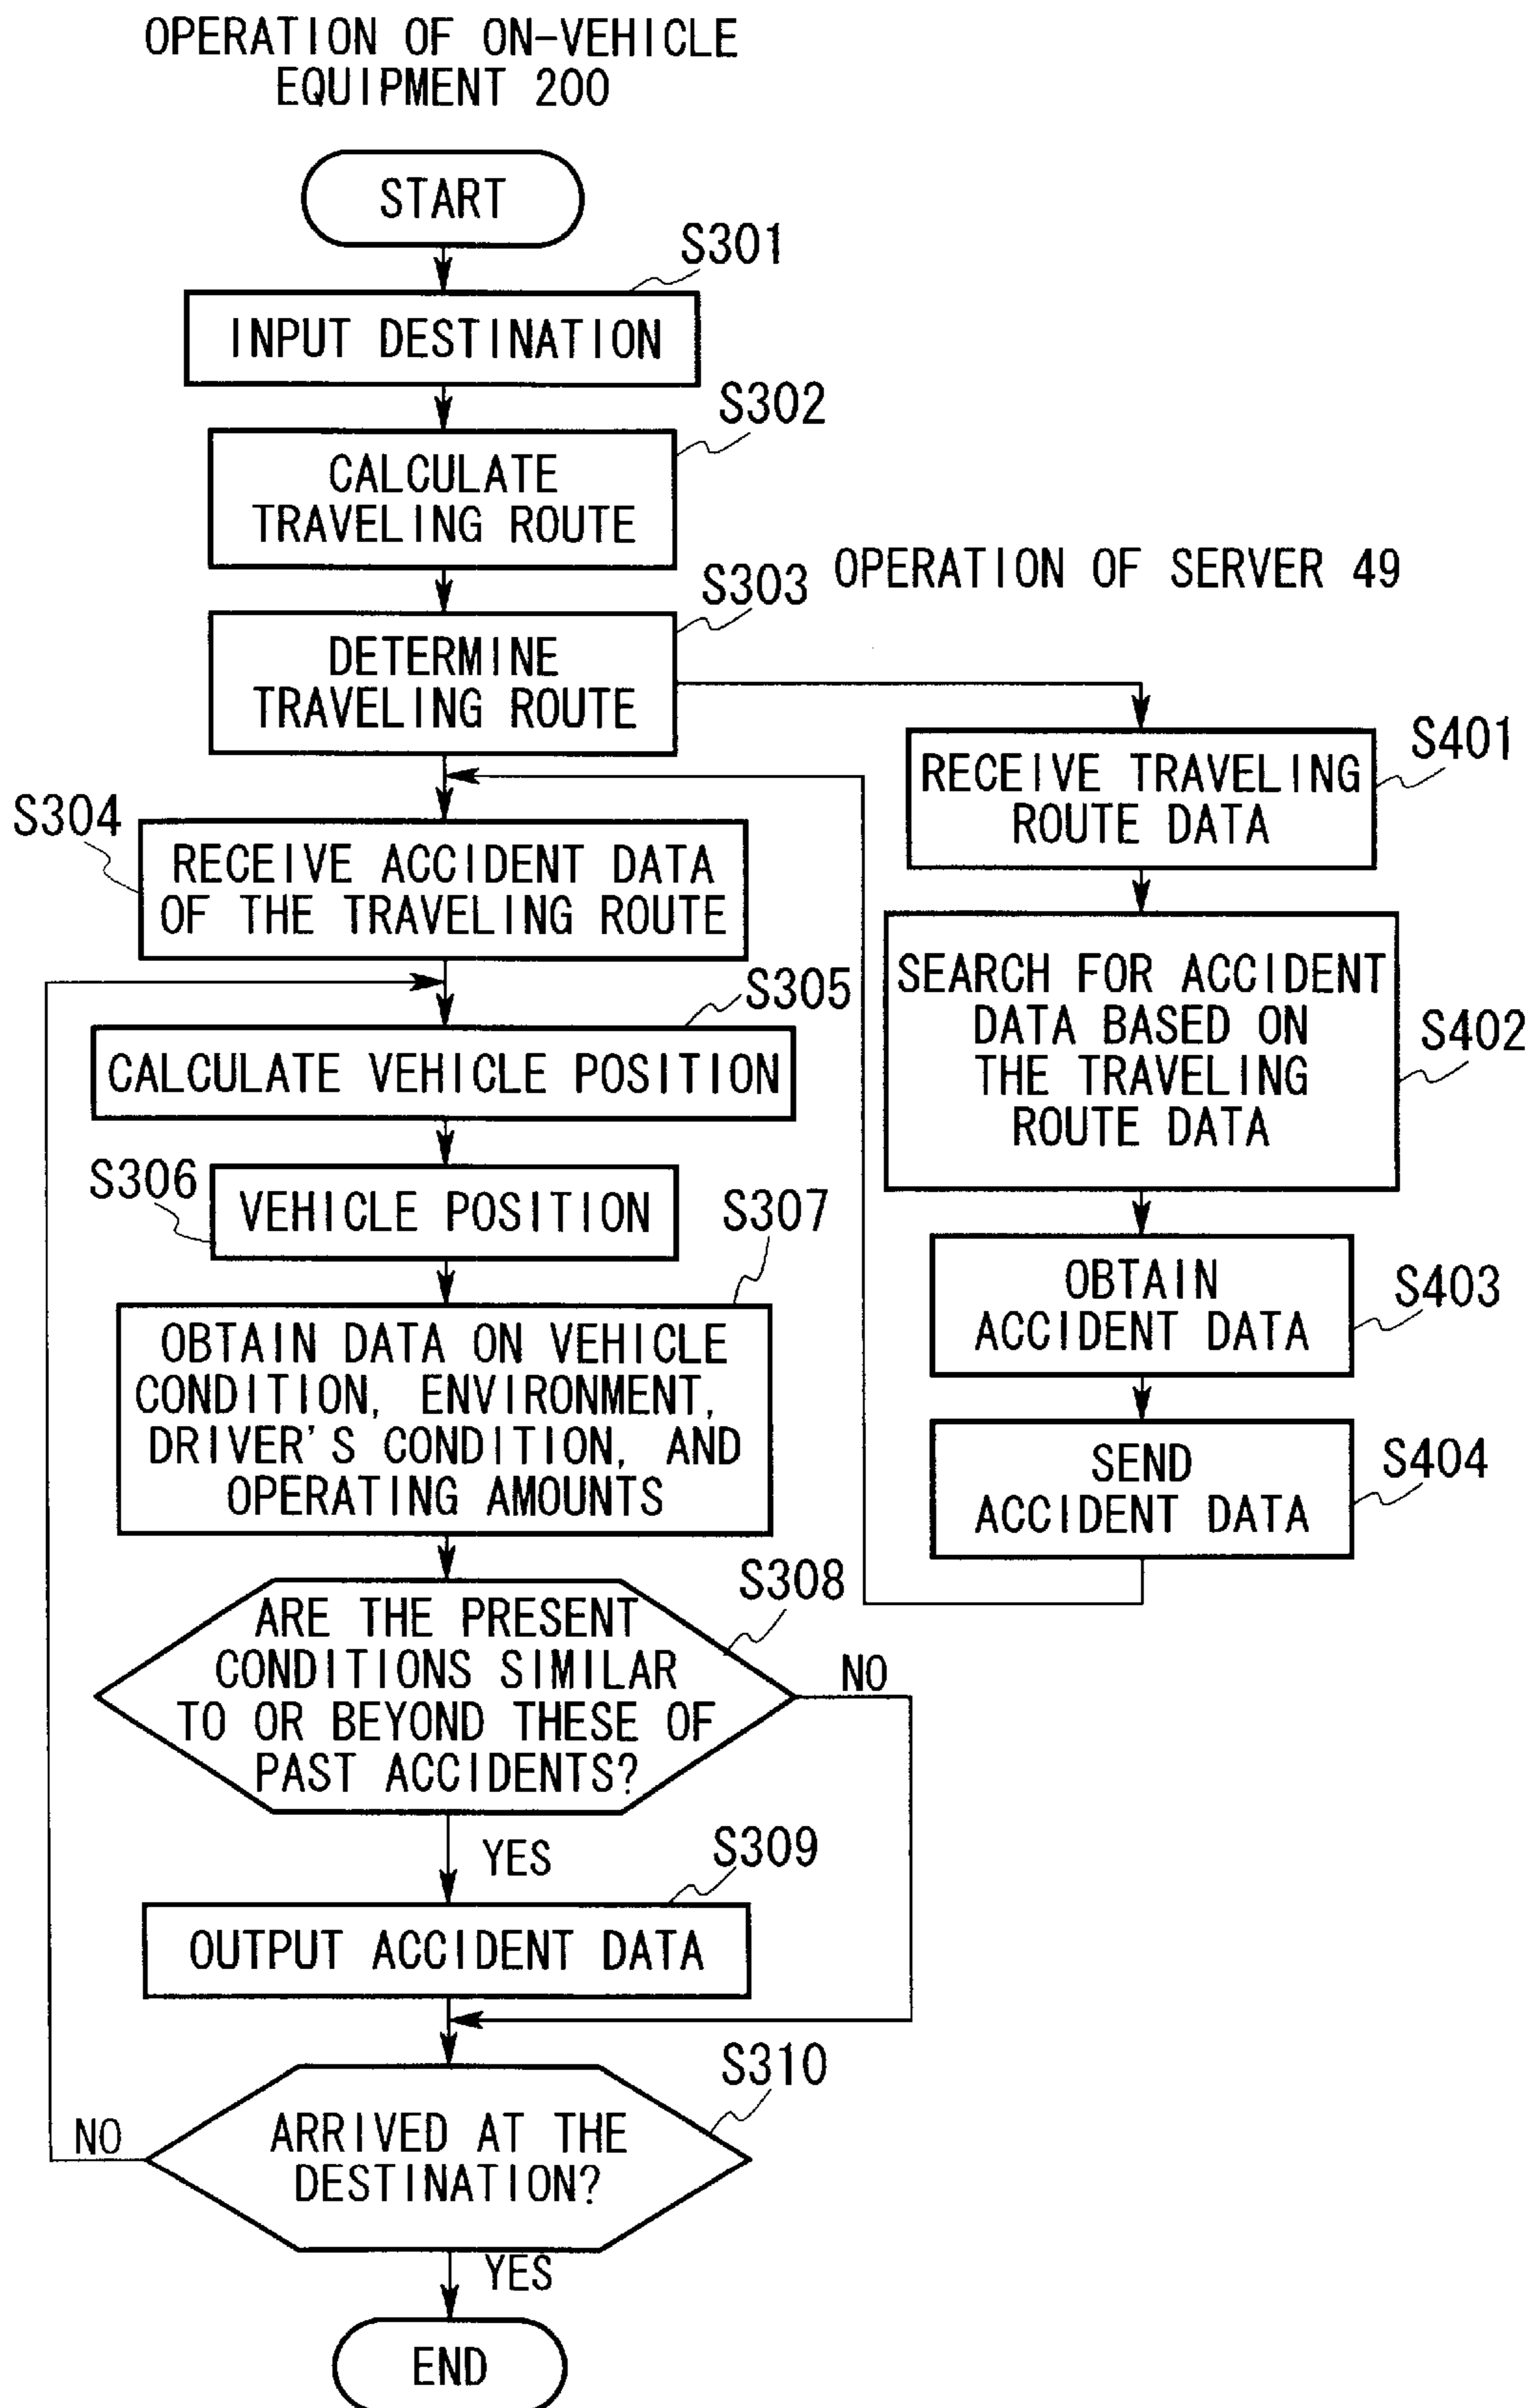 OPERATION OF ON-VEHICLE
EQUIPMENT 200
START
S301
INPUT DESTINATION
S302
CALCULATE
TRAVELING ROUTE
S303
DETERMINE
TRAVELING ROUTE
S304
RECEIVE ACCIDENT DATA
OF THE TRAVELING ROUTE
S305
CALCULATE VEHICLE POSITION
S306
VEHICLE POSITION
S307
OBTAIN DATA ON VEHICLE
CONDITION, ENVIRONMENT,
DRIVER'S CONDITION, AND
OPERATING AMOUNTS
S308
ARE THE PRESENT
CONDITIONS SIMILAR
TO OR BEYOND THESE OF
PAST ACCIDENTS?
NO
YES
S309
OUTPUT ACCIDENT DATA
S310
ARRIVED AT THE
DESTINATION?
NO
YES
END
OPERATION OF SERVER 49
S401
RECEIVE TRAVELING
ROUTE DATA
S402
SEARCH FOR ACCIDENT
DATA BASED ON
THE TRAVELING
ROUTE DATA
S403
OBTAIN
ACCIDENT DATA
S404
SEND
ACCIDENT DATA